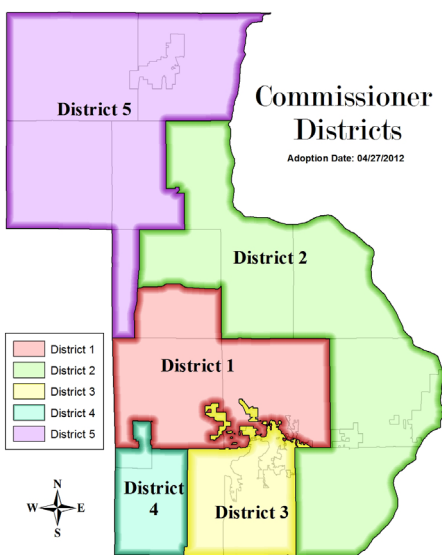 Commissioner
Districts
Adoption Date: 04/27/2012
District 5
District 2
District 1
District
4
District 3
District 1
District 2
District 3
District 4
District 5
N
W
E
S